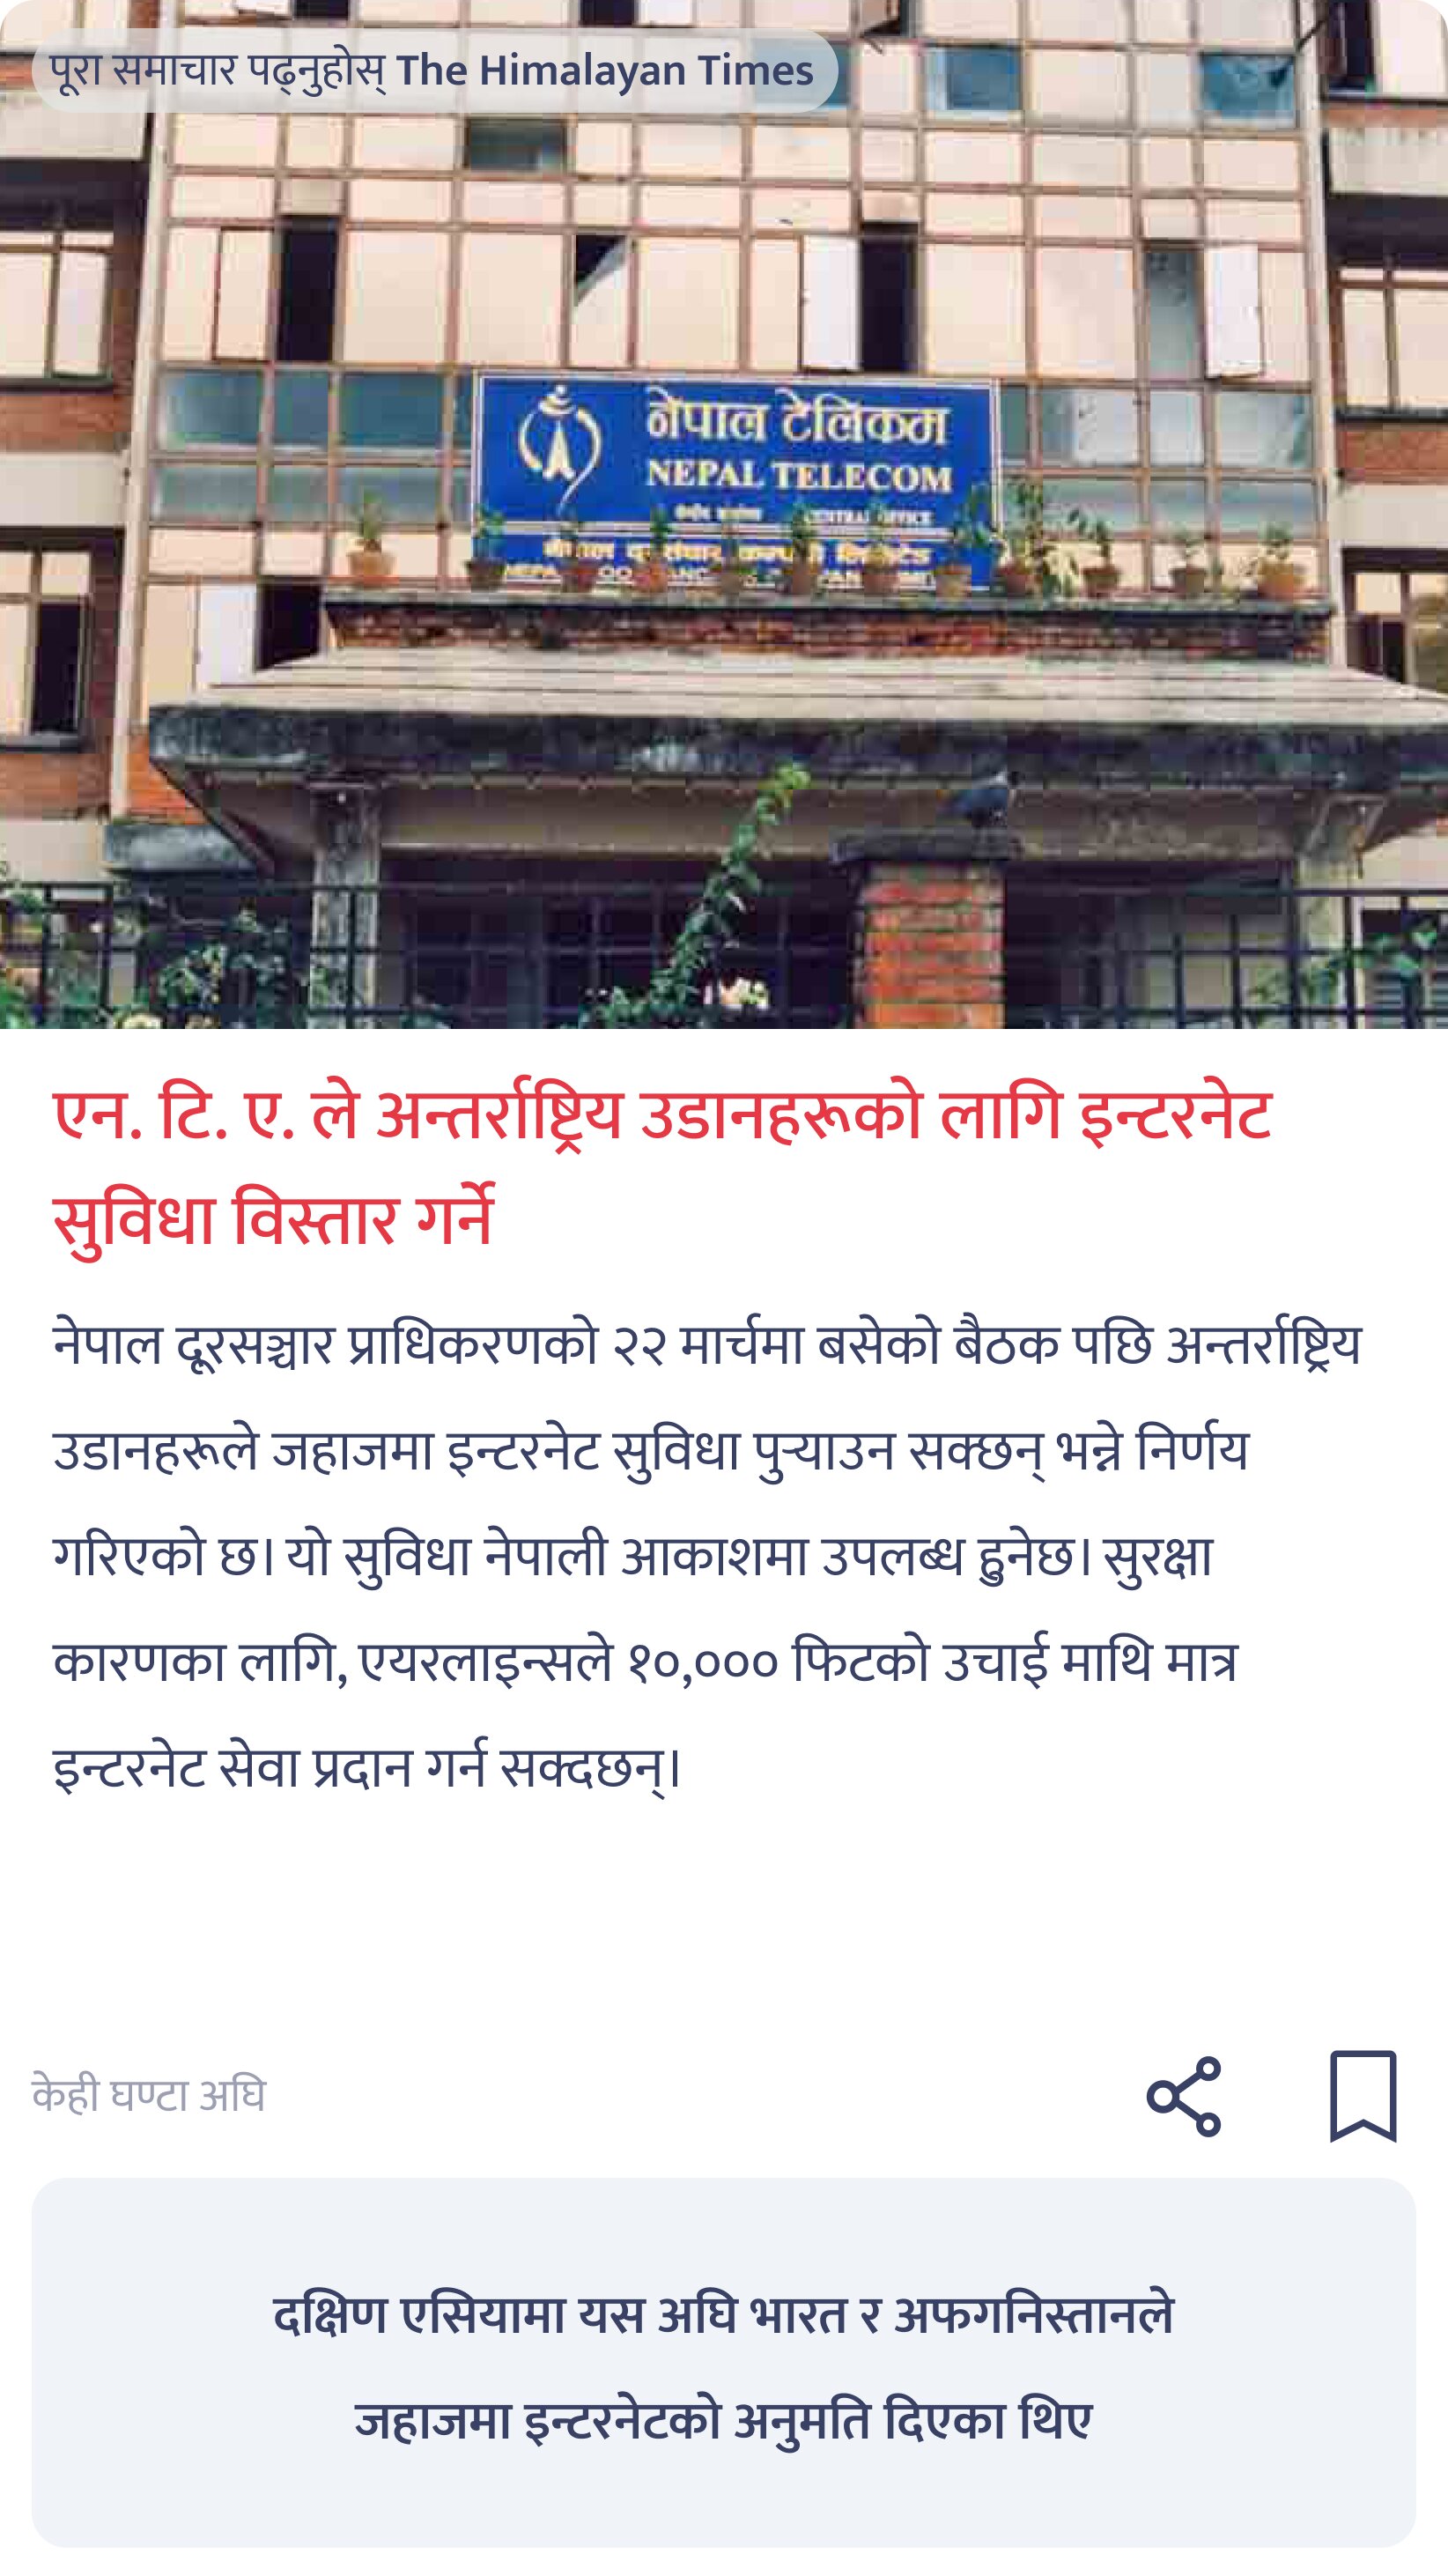 पूरा समाचार पढ्नुहोस् The Himalayan Times
नेपाल टेलिकम
NEPAL TELECOM
CENTRAL OFFICE
एन. टि. ए. ले अन्तर्राष्ट्रिय उडानहरूको लागि इन्टरनेट
सुविधा विस्तार गर्ने
नेपाल दूरसञ्चार प्राधिकरणको २२ मार्चमा बसेको बैठक पछि अन्तर्राष्ट्रिय
उडानहरूले जहाजमा इन्टरनेट सुविधा पुऱ्याउन सक्छन् भन्ने निर्णय
गरिएको छ। यो सुविधा नेपाली आकाशमा उपलब्ध हुनेछ। सुरक्षा
कारणका लागि, एयरलाइन्सले १०,००० फिटको उचाई माथि मात्र
इन्टरनेट सेवा प्रदान गर्न सक्दछन्।
केही घण्टा अघि
दक्षिण एसियामा यस अघि भारत र अफगनिस्तानले
जहाजमा इन्टरनेटको अनुमति दिएका थिए